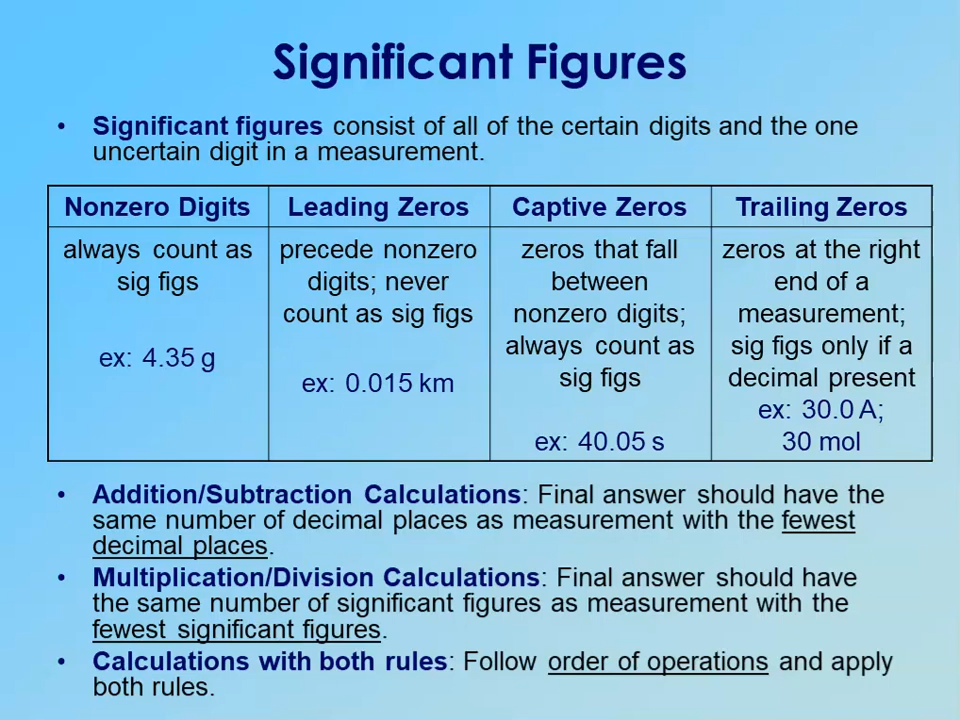 Significant Figures
• Significant figures consist of all of the certain digits and the one
uncertain digit in a measurement.
Nonzero Digits
always count as
sig figs
ex: 4.35 g
Leading Zeros
precede nonzero
digits; never
count as sig figs
ex: 0.015 km
Captive Zeros
zeros that fall
between
nonzero digits;
always count as
sig figs
ex: 40.05 s
Trailing Zeros
zeros at the right
end of a
measurement;
sig figs only if a
decimal present
ex: 30.0 A;
30 mol
• Addition/Subtraction Calculations: Final answer should have the
same number of decimal places as measurement with the fewest
decimal places.
• Multiplication/Division Calculations: Final answer should have
the same number of significant figures as measurement with the
fewest significant figures.
• Calculations with both rules: Follow order of operations and apply
both rules.